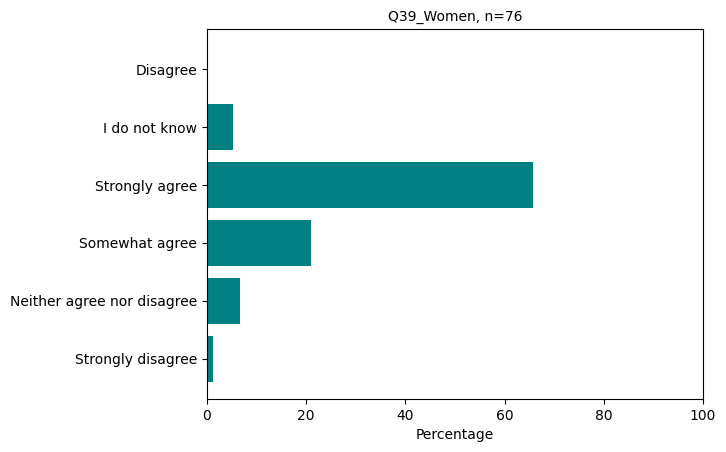 Q39_Women, n=76
Disagree
I do not know
Strongly agree
Somewhat agree
Neither agree nor disagree
Strongly disagree
0 20 40 60 80 100
Percentage